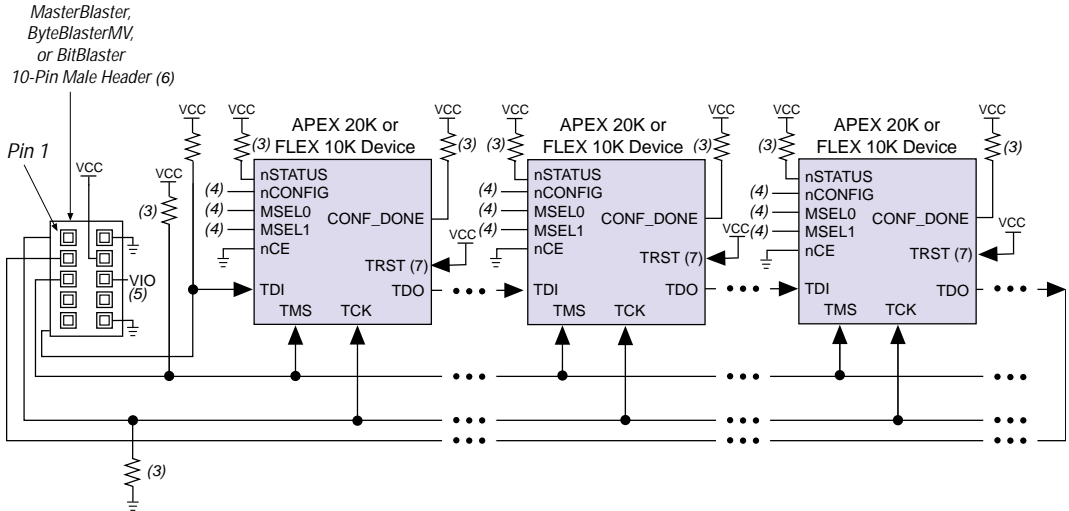 MasterBlaster,
ByteBlasterMV,
or BitBlaster
10-Pin Male Header (6)
Pin 1
VCC
VCC
(3)
VIO
(5)
(3)
VCC
VCC
(3)
VCC
(3)
APEX 20K or
FLEX 10K Device
nSTATUS
(4)
nCONFIG
(4)
MSEL0
(4)
MSEL1
nCE
CONF_DONE
VCC
TRST (7)
TDI
TDO
TMS
TCK
VCC
(3)
VCC
(3)
APEX 20K or
FLEX 10K Device
nSTATUS
(4)
nCONFIG
(4)
MSEL0
(4)
MSEL1
nCE
CONF_DONE
VCC
TRST (7)
TDI
TDO
TMS
TCK
VCC
(3)
VCC
(3)
APEX 20K or
FLEX 10K Device
nSTATUS
(4)
nCONFIG
(4)
MSEL0
(4)
MSEL1
nCE
CONF_DONE
VCC
TRST (7)
TDI
TDO
TMS
TCK